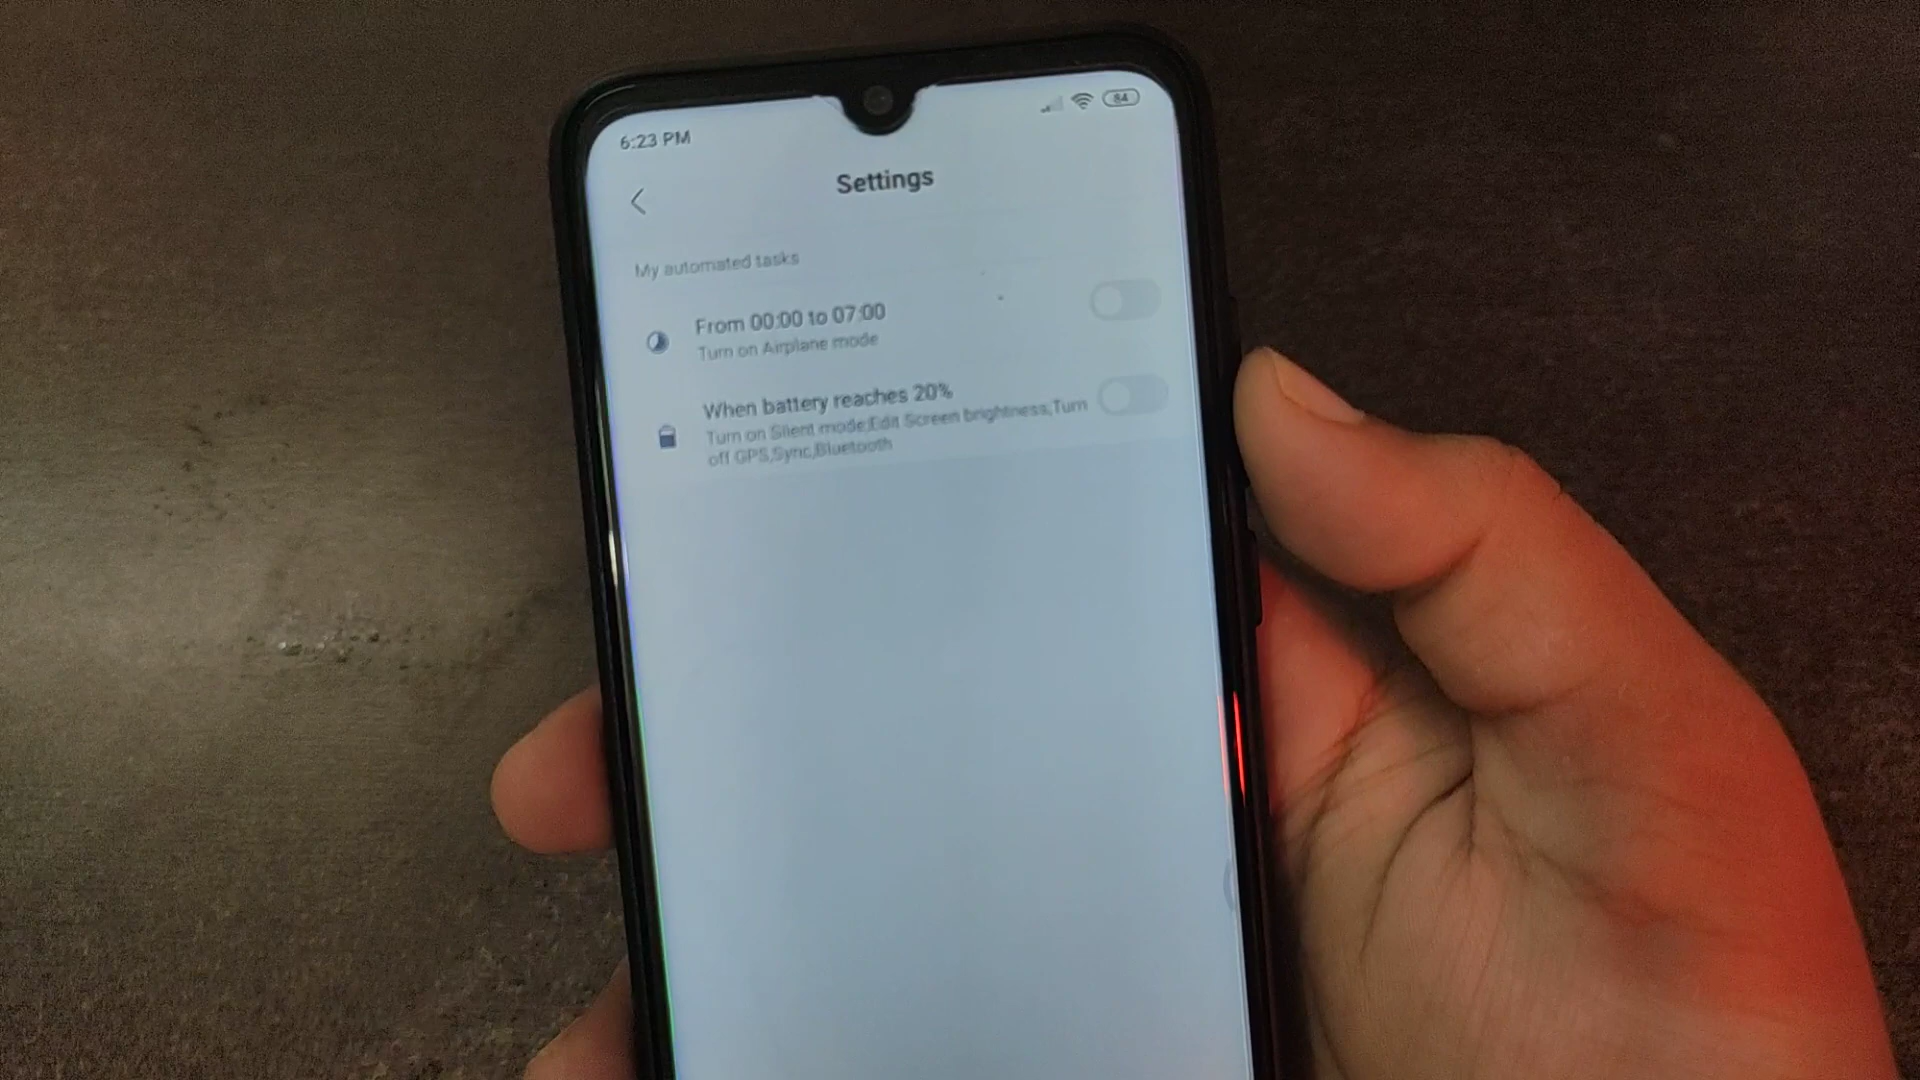 6:23 PM
84
Settings
My automated tasks
From 00:00 to 07:00
Turn on Airplane mode
When battery reaches 20%
Turn on Silent mode;Edit Screen brightness;Turn
off GPS,Sync,Bluetooth